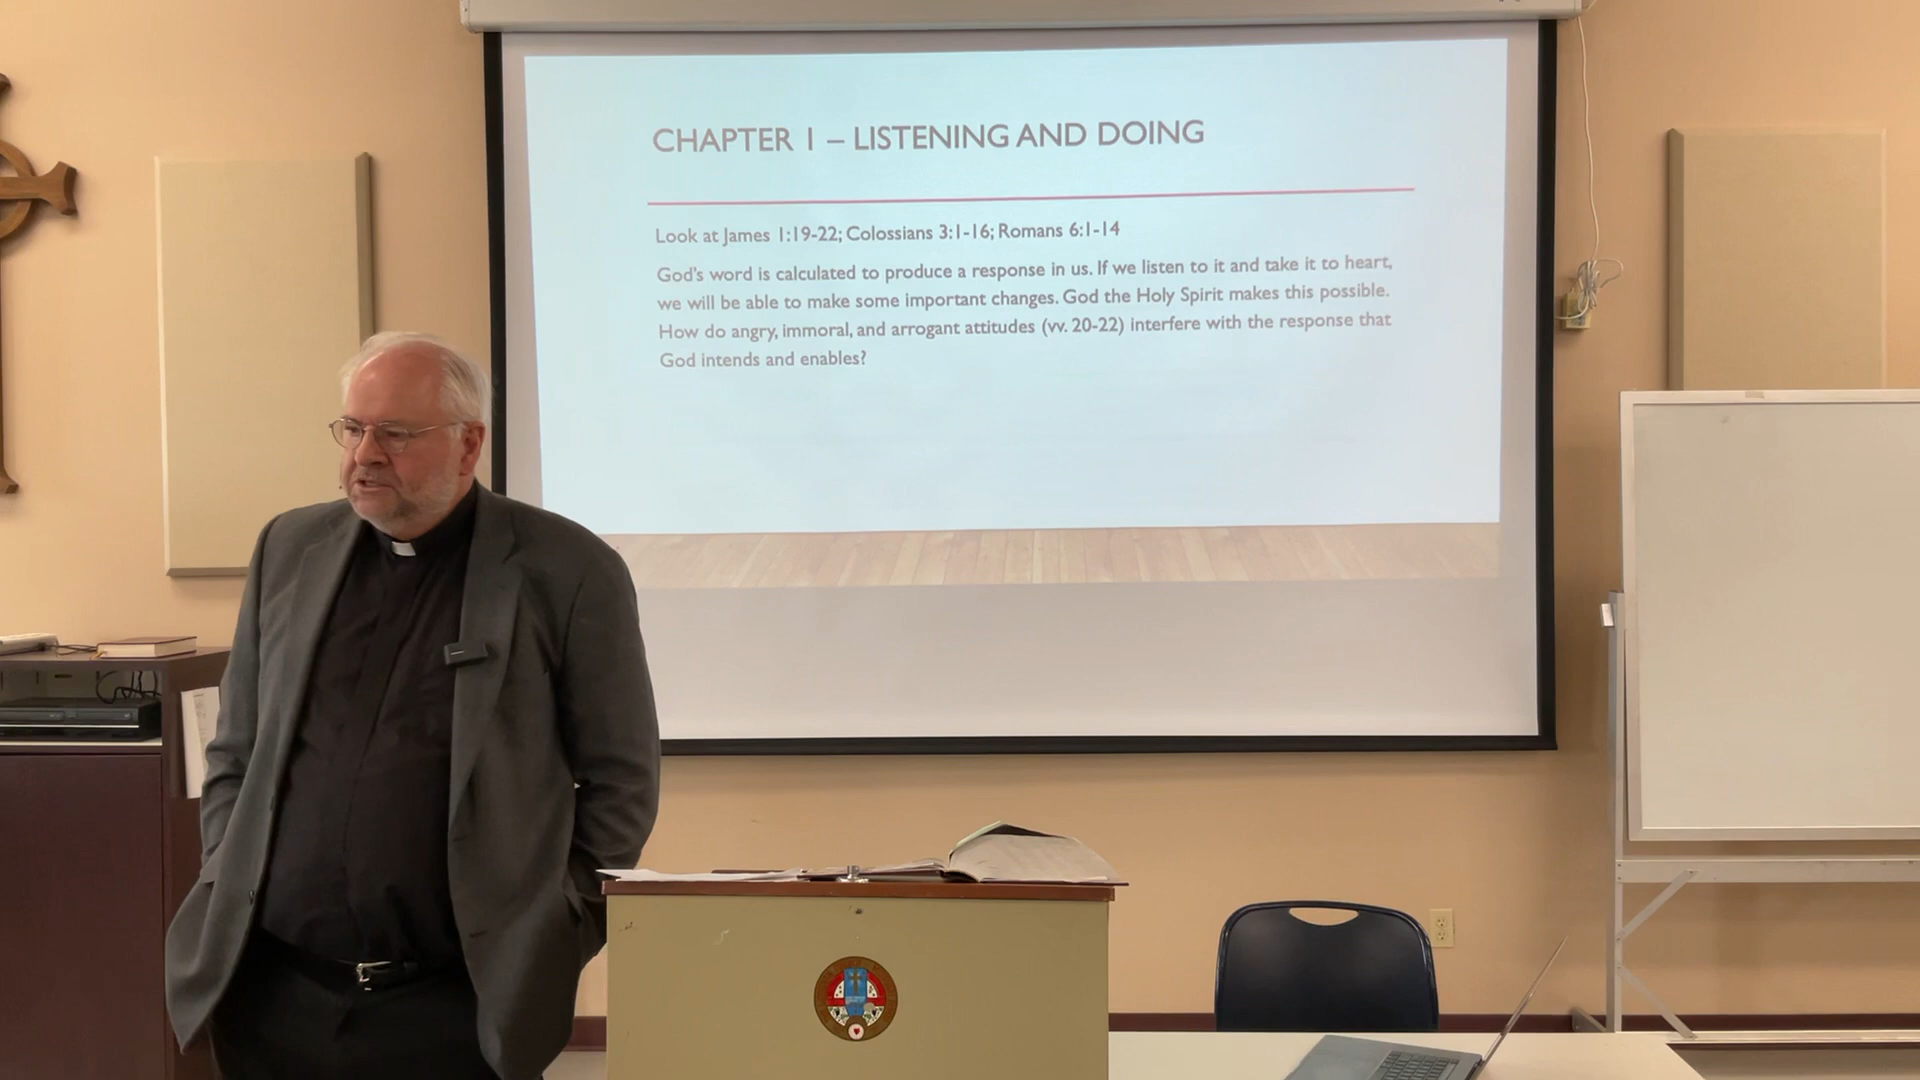 CHAPTER 1 – LISTENING AND DOING
Look at James 1:19-22; Colossians 3:1-16; Romans 6:1-14
God's word is calculated to produce a response in us. If we listen to it and take it to heart,
we will be able to make some important changes. God the Holy Spirit makes this possible.
How do angry, immoral, and arrogant attitudes (vv. 20-22) interfere with the response that
God intends and enables?